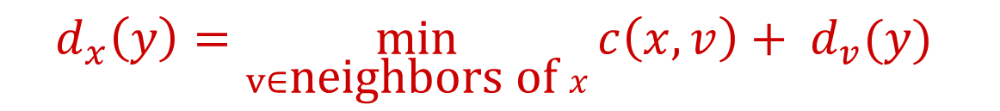 dₓ(y) = min c(x, v) + dᵥ(y)
v∈neighbors of x